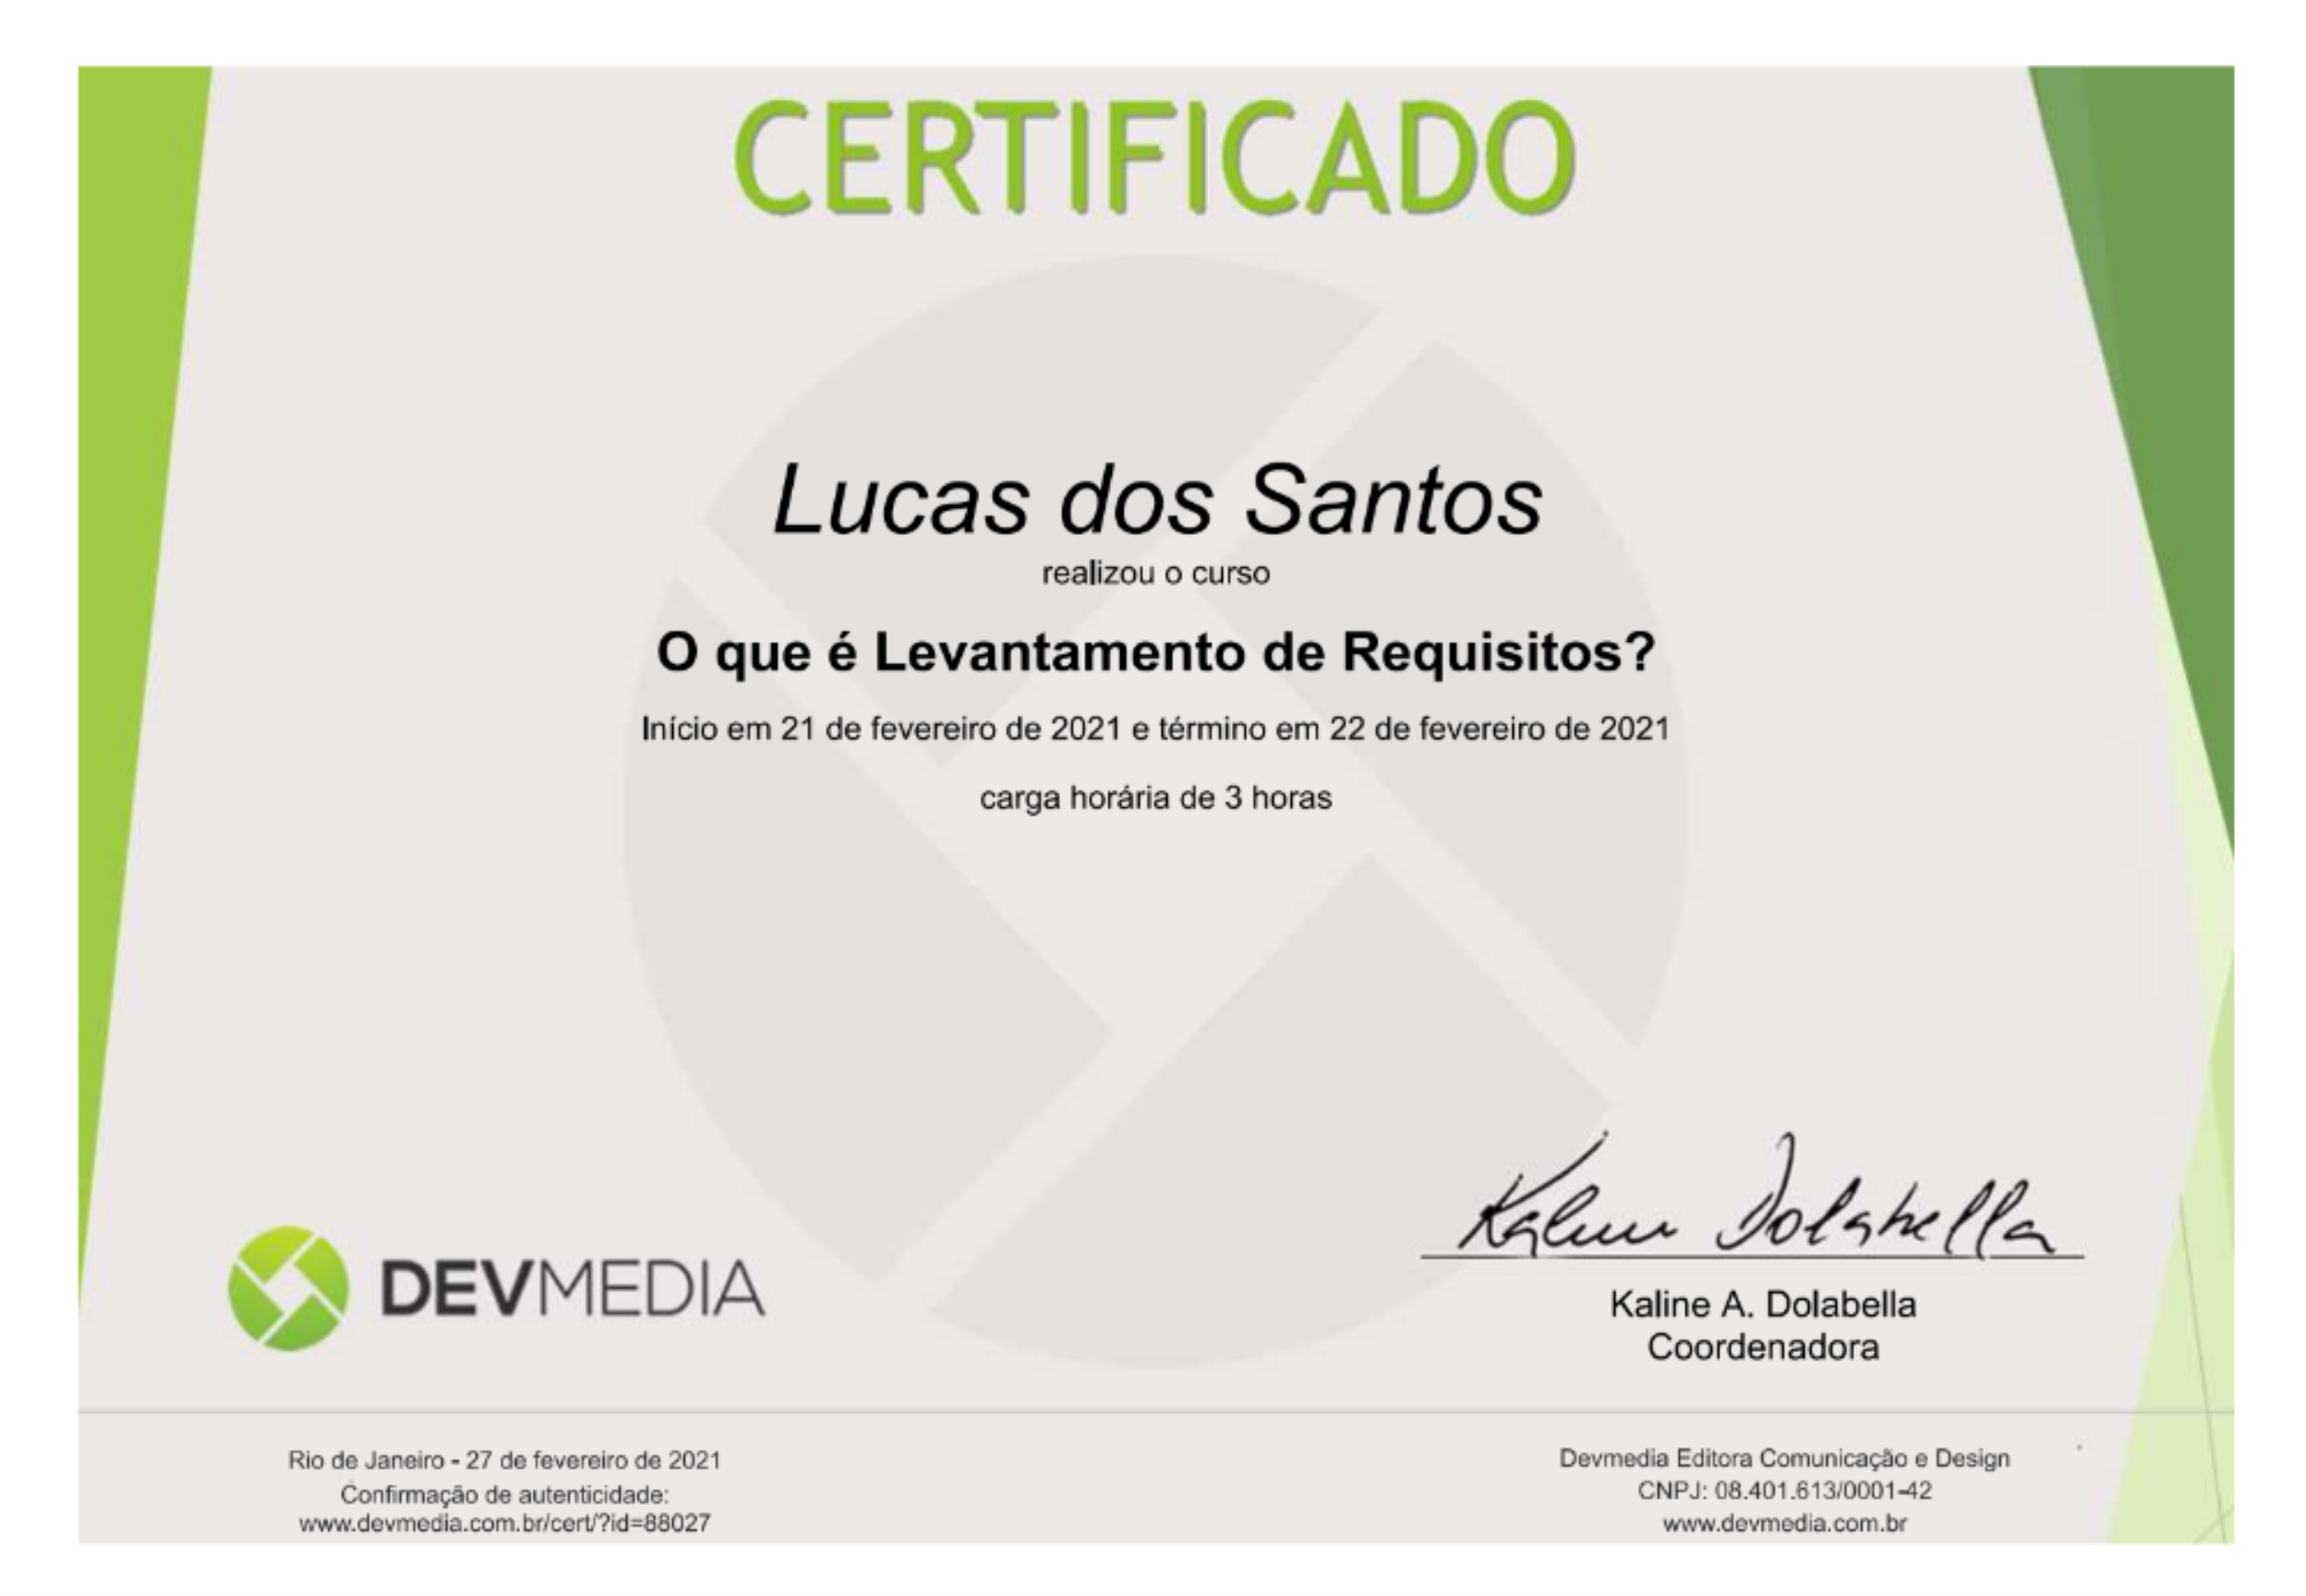 CERTIFICADO
Lucas dos Santos
realizou o curso
O que é Levantamento de Requisitos?
Início em 21 de fevereiro de 2021 e término em 22 de fevereiro de 2021
carga horária de 3 horas
Kaline Dolabella
DEVMEDIA
Kaline A. Dolabella
Coordenadora
Rio de Janeiro - 27 de fevereiro de 2021
Confirmação de autenticidade:
www.devmedia.com.br/cert/?id=88027
Devmedia Editora Comunicação e Design
CNPJ: 08.401.613/0001-42
www.devmedia.com.br